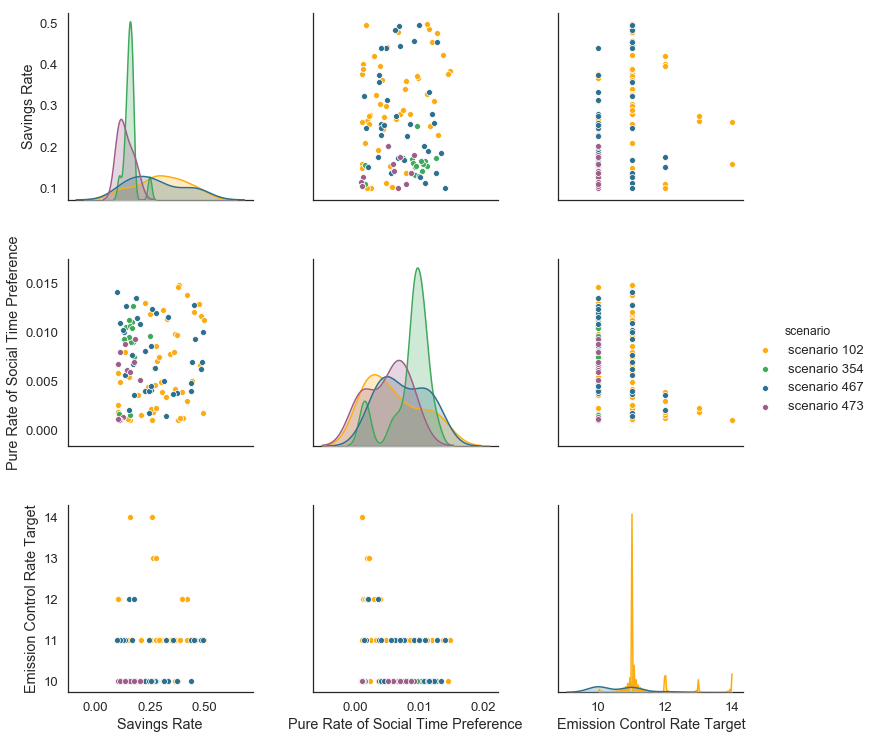 0.5
0.4
0.3
0.2
0.1
Savings Rate
0.015
0.010
0.005
0.000
Pure Rate of Social Time Preference
scenario
scenario 102
scenario 354
scenario 467
scenario 473
14
13
12
11
10
Emission Control Rate Target
0.00 0.25 0.50
Savings Rate
0.00 0.01 0.02
Pure Rate of Social Time Preference
10 12 14
Emission Control Rate Target